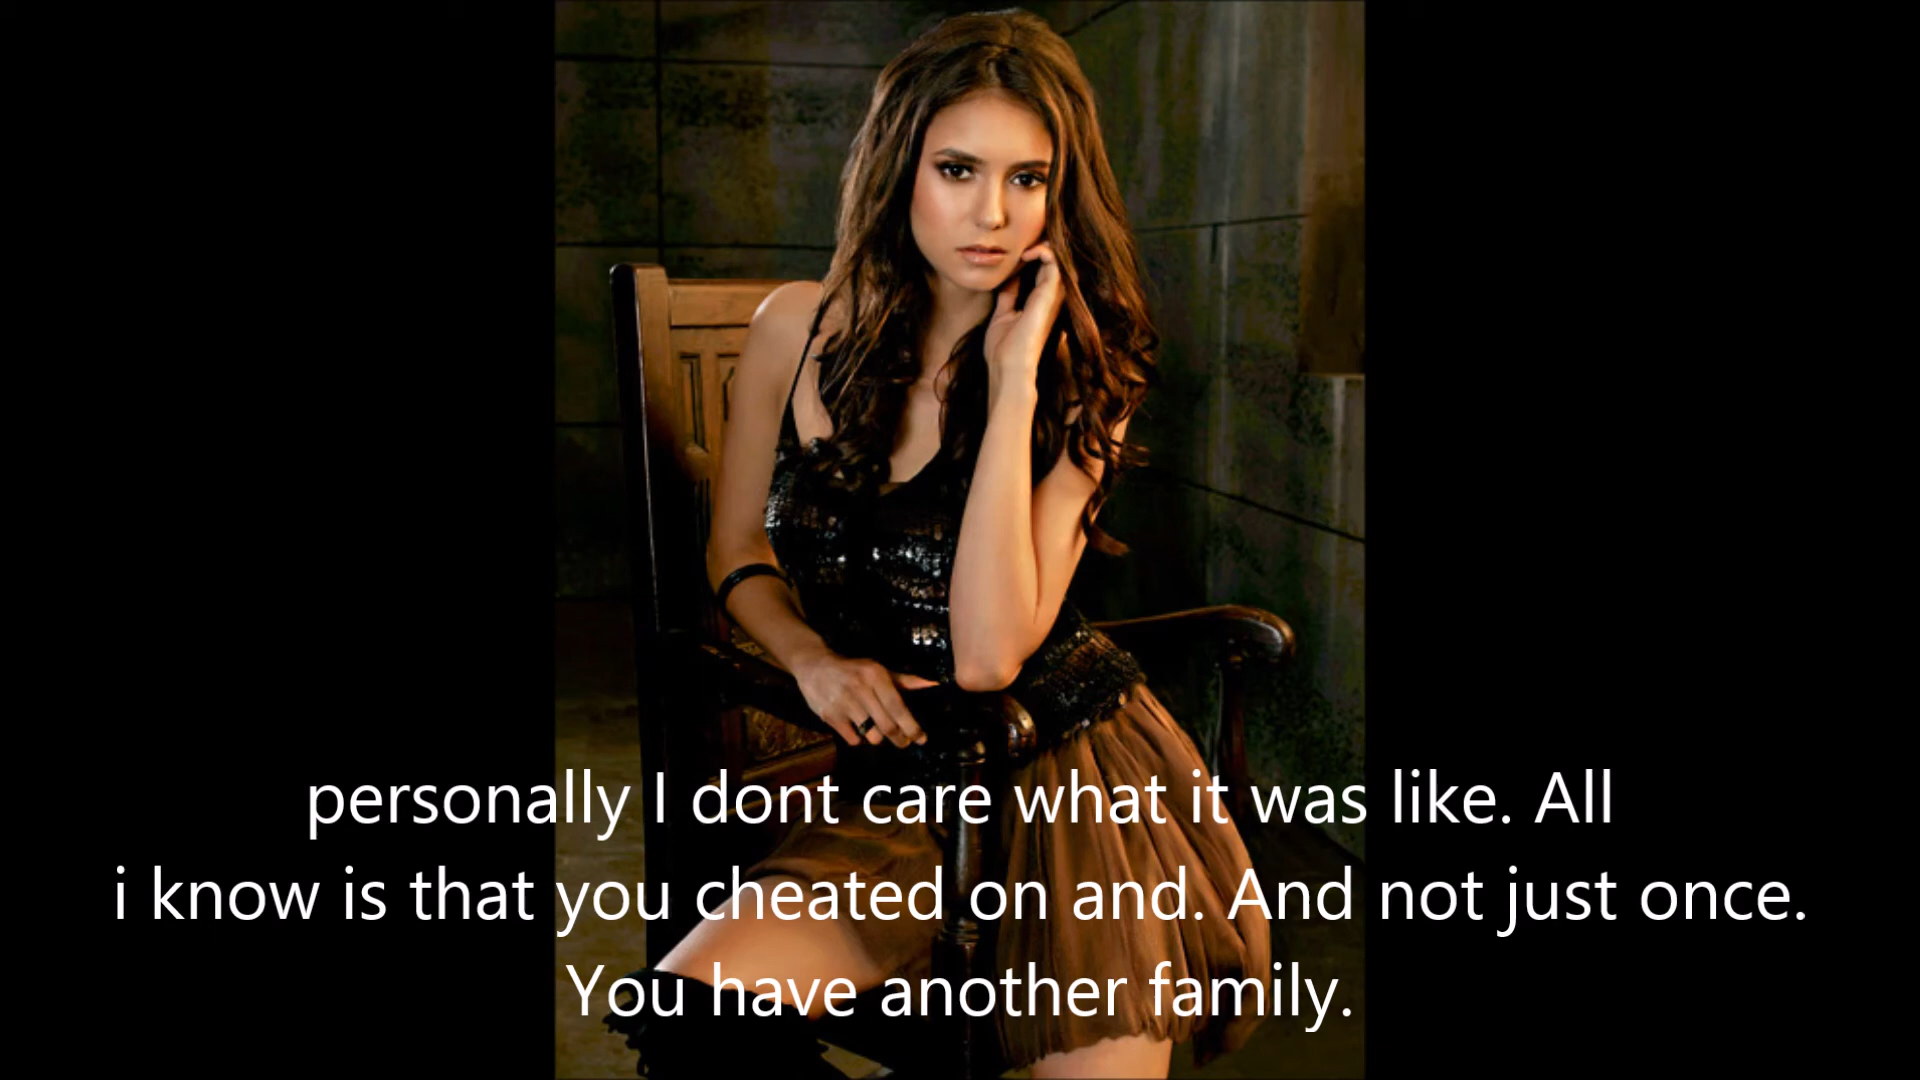 personally I dont care what it was like. All
i know is that you cheated on and. And not just once.
You have another family.